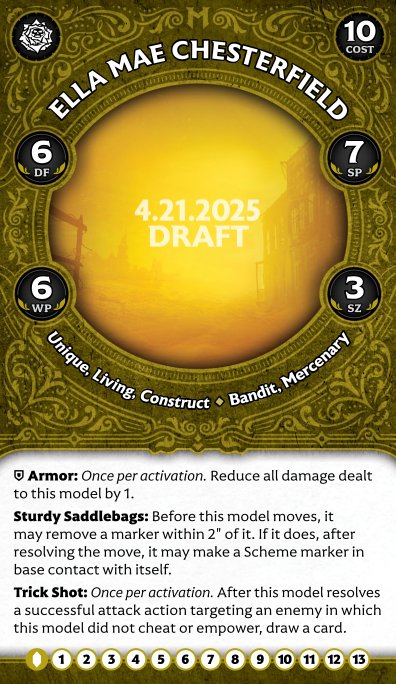 ELLA MAE CHESTERFIELD
10
COST
6
DF
7
SP
4.21.2025
DRAFT
6
WP
3
SZ
Unique, Living, Construct ◆ Bandit, Mercenary
Armor: Once per activation. Reduce all damage dealt
to this model by 1.
Sturdy Saddlebags: Before this model moves, it
may remove a marker within 2" of it. If it does, after
resolving the move, it may make a Scheme marker in
base contact with itself.
Trick Shot: Once per activation. After this model resolves
a successful attack action targeting an enemy in which
this model did not cheat or empower, draw a card.
1 2 3 4 5 6 7 8 9 10 11 12 13